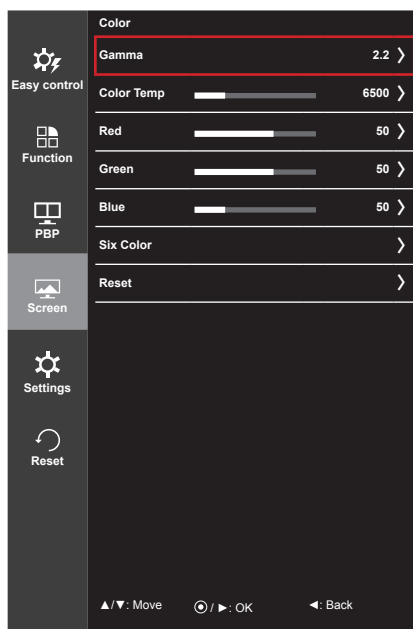 Color
Gamma 2.2 〉
Easy control
Color Temp 6500 〉
Red 50 〉
Function
Green 50 〉
Blue 50 〉
PBP
Six Color 〉
Reset 〉
Screen
Settings
Reset
▲/▼: Move ⦿ / ►: OK ◄: Back